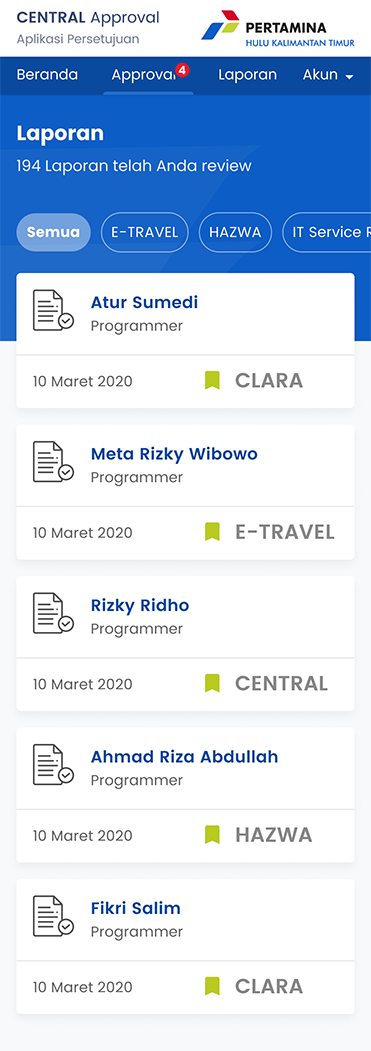 CENTRAL Approval
Aplikasi Persetujuan
PERTAMINA
HULU KALIMANTAN TIMUR
Beranda Approval 4 Laporan Akun
Laporan
194 Laporan telah Anda review
Semua E-TRAVEL HAZWA IT Service R
Atur Sumedi
Programmer
10 Maret 2020 CLARA
Meta Rizky Wibowo
Programmer
10 Maret 2020 E-TRAVEL
Rizky Ridho
Programmer
10 Maret 2020 CENTRAL
Ahmad Riza Abdullah
Programmer
10 Maret 2020 HAZWA
Fikri Salim
Programmer
10 Maret 2020 CLARA